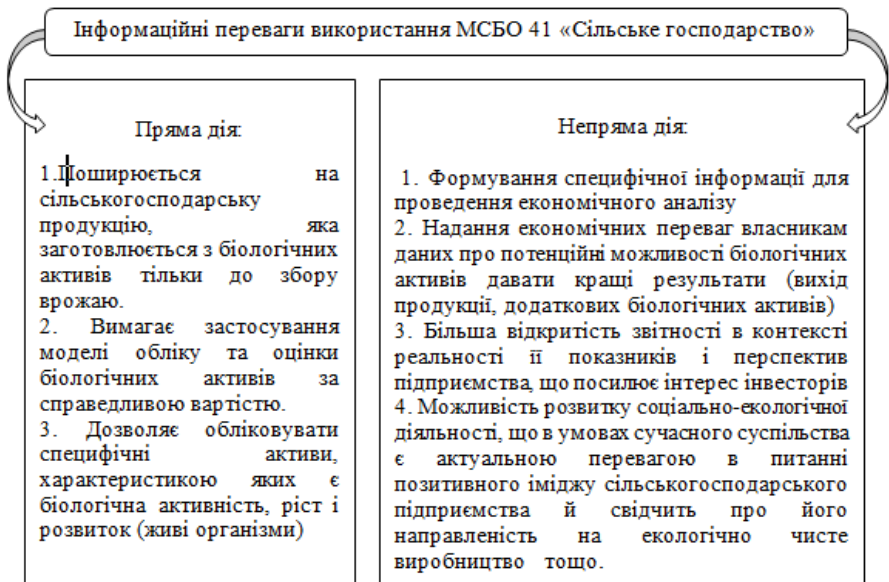 Інформаційні переваги використання МСБО 41 «Сільське господарство»
Пряма дія:
1.Поширюється на
сільськогосподарську
продукцію, яка
заготовлюється з біологічних
активів тільки до збору
врожаю.
2. Вимагає застосування
моделі обліку та оцінки
біологічних активів за
справедливою вартістю.
3. Дозволяє обліковувати
специфічні активи,
характеристикою яких є
біологічна активність, ріст і
розвиток (живі організми)
Непряма дія:
1. Формування специфічної інформації для
проведення економічного аналізу
2. Надання економічних переваг власникам
даних про потенційні можливості біологічних
активів давати кращі результати (вихід
продукції, додаткових біологічних активів)
3. Більша відкритість звітності в контексті
реальності її показників і перспектив
підприємства, що посилює інтерес інвесторів
4. Можливість розвитку соціально-екологічної
діяльності, що в умовах сучасного суспільства
є актуальною перевагою в питанні
позитивного іміджу сільськогосподарського
підприємства й свідчить про його
направленість на екологічно чисте
виробництво тощо.